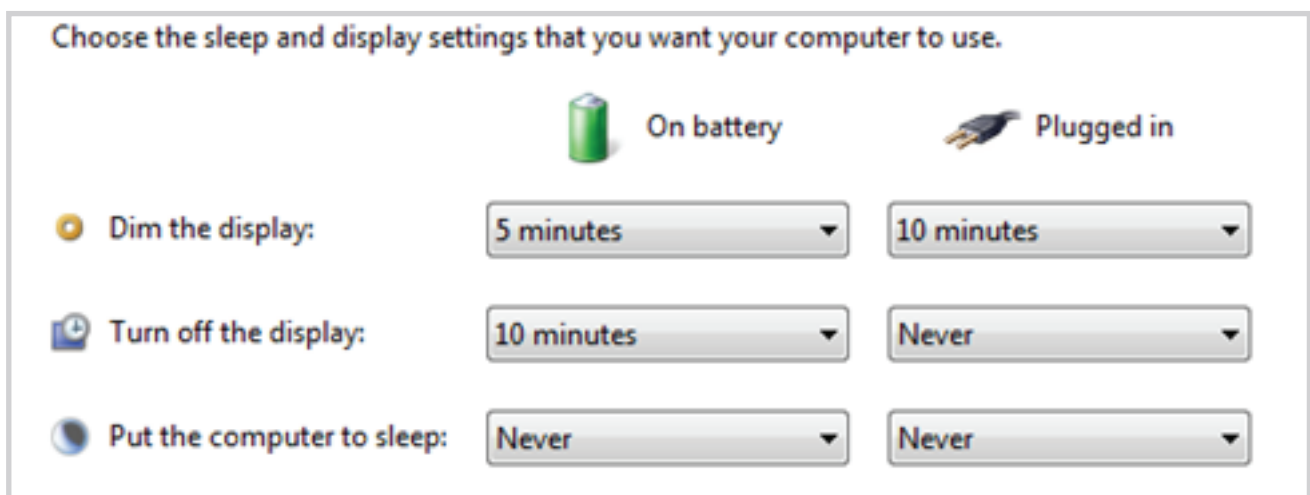 Choose the sleep and display settings that you want your computer to use.
On battery Plugged in
Dim the display: 5 minutes 10 minutes
Turn off the display: 10 minutes Never
Put the computer to sleep: Never Never